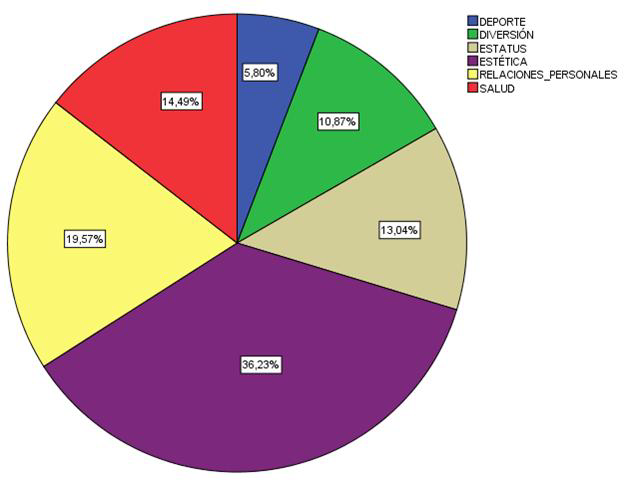 DEPORTE
DIVERSIÓN
ESTATUS
ESTÉTICA
RELACIONES_PERSONALES
SALUD
5,80%
10,87%
13,04%
36,23%
19,57%
14,49%